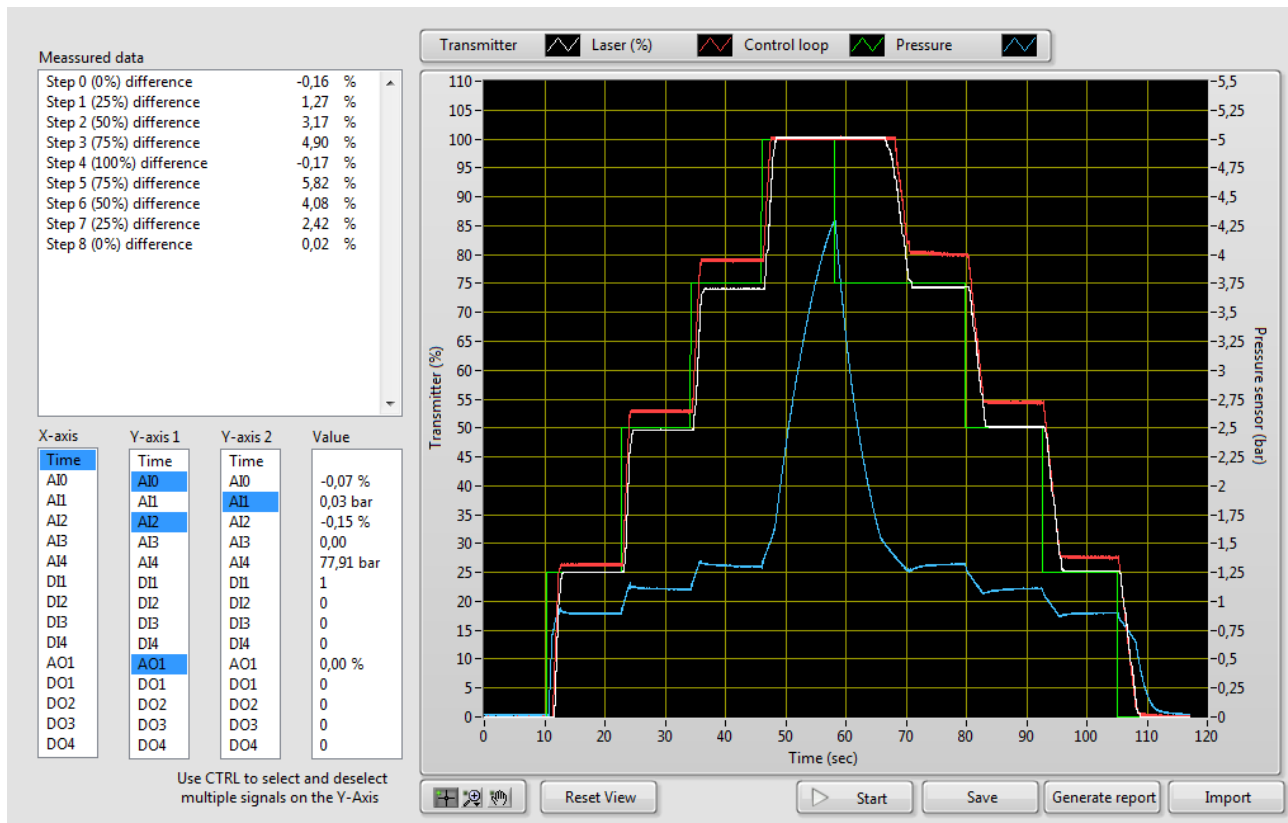 Meassured data
Step 0 (0%) difference -0,16 %
Step 1 (25%) difference 1,27 %
Step 2 (50%) difference 3,17 %
Step 3 (75%) difference 4,90 %
Step 4 (100%) difference -0,17 %
Step 5 (75%) difference 5,82 %
Step 6 (50%) difference 4,08 %
Step 7 (25%) difference 2,42 %
Step 8 (0%) difference 0,02 %
X-axis Y-axis 1 Y-axis 2 Value
Time Time Time
AI0 AI0 AI0 -0,07 %
AI1 AI1 AI1 0,03 bar
AI2 AI2 AI2 -0,15 %
AI3 AI3 AI3 0,00
AI4 AI4 AI4 77,91 bar
DI1 DI1 DI1 1
DI2 DI2 DI2 0
DI3 DI3 DI3 0
DI4 DI4 DI4 0
AO1 AO1 AO1 0,00 %
DO1 DO1 DO1 0
DO2 DO2 DO2 0
DO3 DO3 DO3 0
DO4 DO4 DO4 0
Use CTRL to select and deselect
multiple signals on the Y-Axis
Transmitter Laser (%) Control loop Pressure
110 5,5
105 5,25
100 5
95 4,75
90 4,5
85 4,25
80 4
75 3,75
70 3,5
65 3,25
60 3
55 2,75
50 2,5
45 2,25
40 2
35 1,75
30 1,5
25 1,25
20 1
15 0,75
10 0,5
5 0,25
0 0
Transmitter (%)
Pressure sensor (bar)
0 10 20 30 40 50 60 70 80 90 100 110 120
Time (sec)
Reset View Start Save Generate report Import